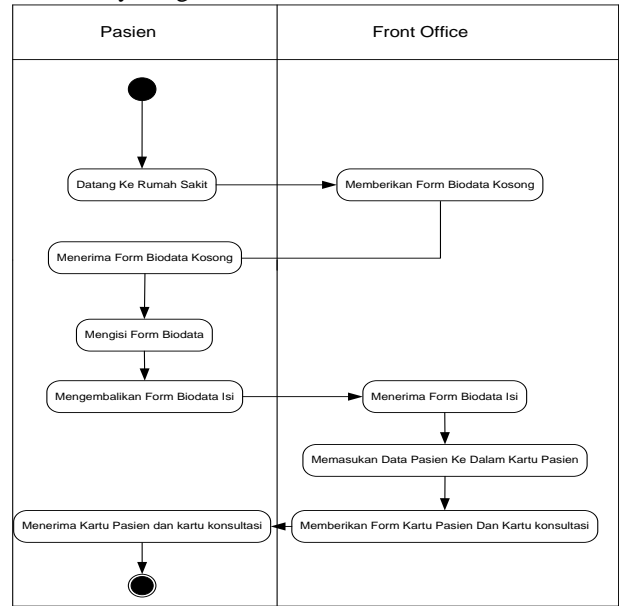 Pasien
Front Office
Datang Ke Rumah Sakit
Memberikan Form Biodata Kosong
Menerima Form Biodata Kosong
Mengisi Form Biodata
Mengembalikan Form Biodata Isi
Menerima Form Biodata Isi
Memasukan Data Pasien Ke Dalam Kartu Pasien
Memberikan Form Kartu Pasien Dan Kartu konsultasi
Menerima Kartu Pasien dan kartu konsultasi